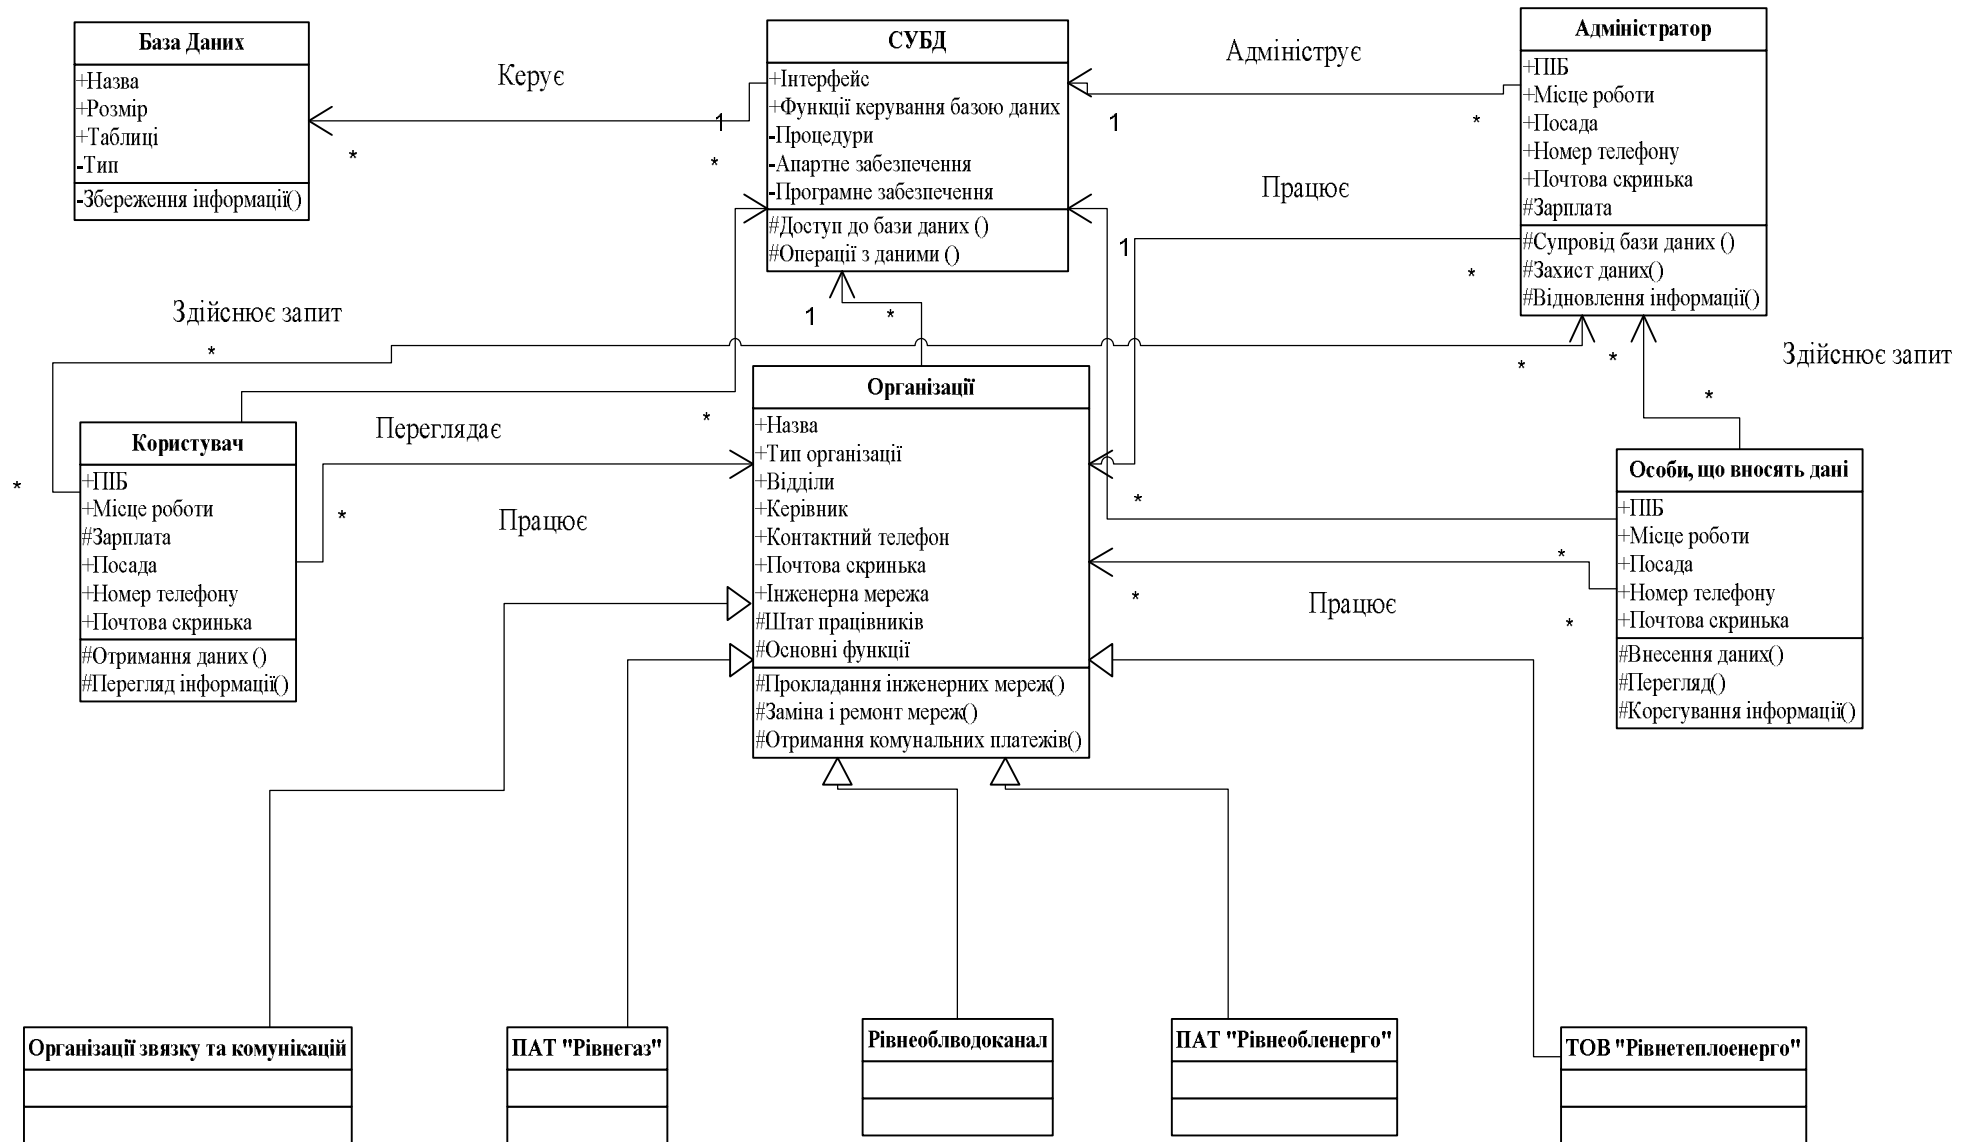 База Даних
+Назва
+Розмір
+Таблиці
-Тип
-Збереження інформації()
Керує
1
*
*
СУБД
+Інтерфейс
+Функції керування базою даних
-Процедури
-Апартне забезпечення
-Програмне забезпечення
#Доступ до бази даних ()
#Операції з даними ()
Адмініструє
1
*
Працює
1
*
Адміністратор
+ПІБ
+Місце роботи
+Посада
+Номер телефону
+Почтова скринька
#Зарплата
#Супровід бази даних ()
#Захист даних()
#Відновлення інформації()
Здійснює запит
*
*
1
*
*
*
*
Здійснює запит
Користувач
+ПІБ
+Місце роботи
#Зарплата
+Посада
+Номер телефону
+Почтова скринька
#Отримання даних ()
#Перегляд інформації()
Переглядає
*
*
Працює
Організації
+Назва
+Тип організації
+Відділи
+Керівник
+Контактний телефон
+Почтова скринька
+Інженерна мережа
#Штат працівників
#Основні функції
#Прокладання інженерних мереж()
#Заміна і ремонт мереж()
#Отримання комунальних платежів()
*
*
*
Працює
*
Особи, що вносять дані
+ПІБ
+Місце роботи
+Посада
+Номер телефону
+Почтова скринька
#Внесення даних()
#Перегляд()
#Корегування інформації()
Організації звязку та комунікацій
ПАТ "Рівнегаз"
Рівнеоблводоканал
ПАТ "Рівнеобленерго"
ТОВ "Рівнетеплоенерго"